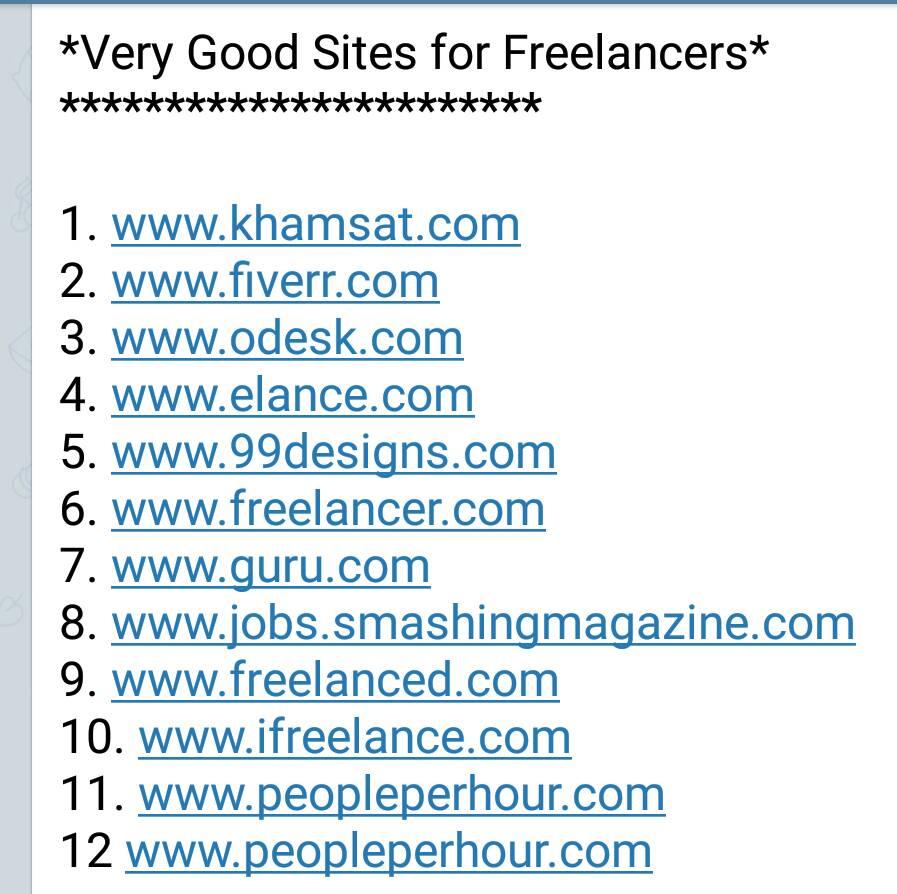 *Very Good Sites for Freelancers*
***********************
1. www.khamsat.com
2. www.fiverr.com
3. www.odesk.com
4. www.elance.com
5. www.99designs.com
6. www.freelancer.com
7. www.guru.com
8. www.jobs.smashingmagazine.com
9. www.freelanced.com
10. www.ifreelance.com
11. www.peopleperhour.com
12 www.peopleperhour.com